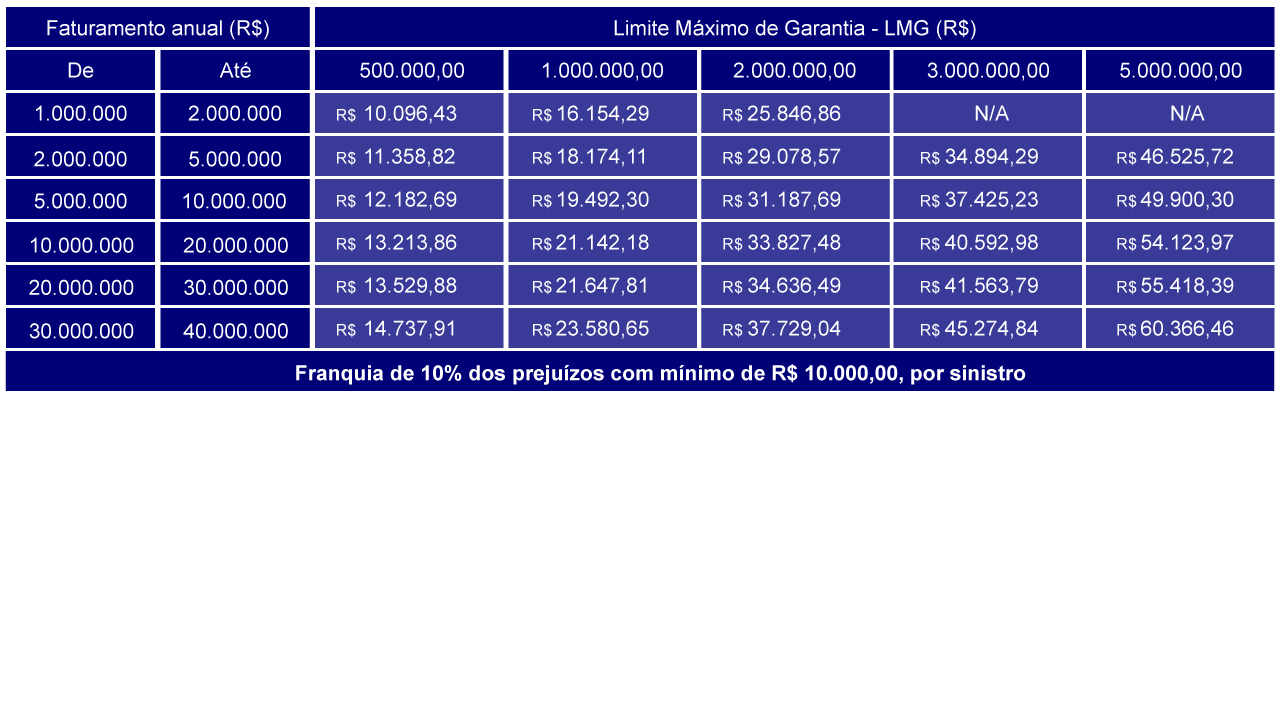 Faturamento anual (R$) Limite Máximo de Garantia - LMG (R$)
De Até 500.000,00 1.000.000,00 2.000.000,00 3.000.000,00 5.000.000,00
1.000.000 2.000.000 R$ 10.096,43 R$ 16.154,29 R$ 25.846,86 N/A N/A
2.000.000 5.000.000 R$ 11.358,82 R$ 18.174,11 R$ 29.078,57 R$ 34.894,29 R$ 46.525,72
5.000.000 10.000.000 R$ 12.182,69 R$ 19.492,30 R$ 31.187,69 R$ 37.425,23 R$ 49.900,30
10.000.000 20.000.000 R$ 13.213,86 R$ 21.142,18 R$ 33.827,48 R$ 40.592,98 R$ 54.123,97
20.000.000 30.000.000 R$ 13.529,88 R$ 21.647,81 R$ 34.636,49 R$ 41.563,79 R$ 55.418,39
30.000.000 40.000.000 R$ 14.737,91 R$ 23.580,65 R$ 37.729,04 R$ 45.274,84 R$ 60.366,46
Franquia de 10% dos prejuízos com mínimo de R$ 10.000,00, por sinistro